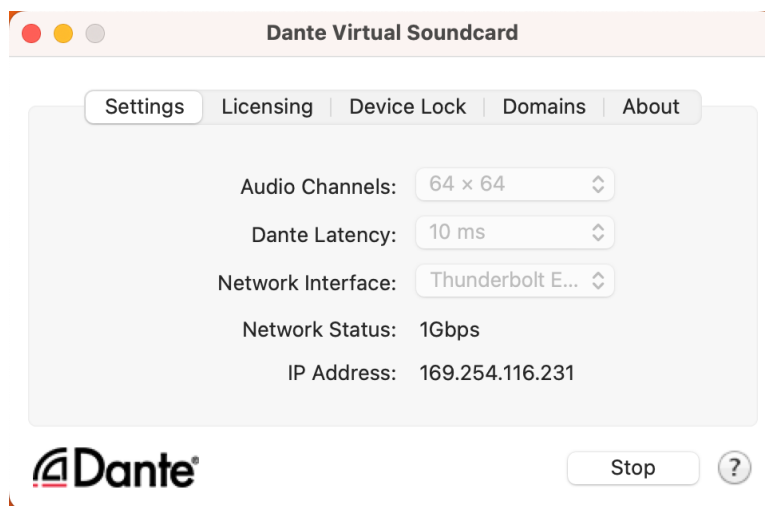 Dante Virtual Soundcard
Settings Licensing Device Lock Domains About
Audio Channels: 64 × 64
Dante Latency: 10 ms
Network Interface: Thunderbolt E...
Network Status: 1Gbps
IP Address: 169.254.116.231
Dante® Stop ?